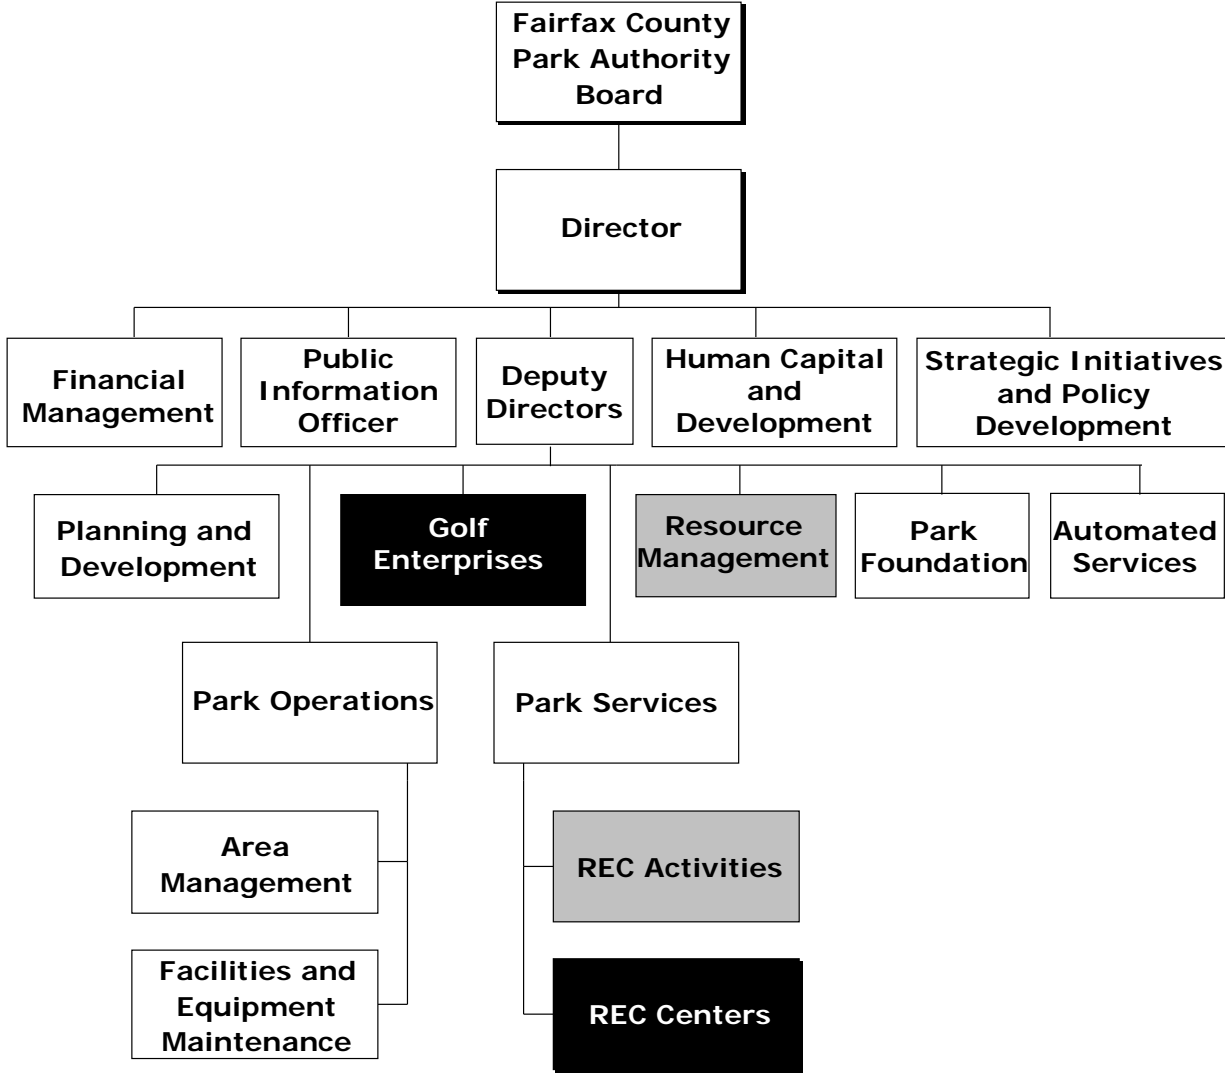 Fairfax County
Park Authority
Board
Director
Financial
Management
Public
Information
Officer
Deputy
Directors
Human Capital
and
Development
Strategic Initiatives
and Policy
Development
Planning and
Development
Golf
Enterprises
Resource
Management
Park
Foundation
Automated
Services
Park Operations
Park Services
Area
Management
REC Activities
Facilities and
Equipment
Maintenance
REC Centers